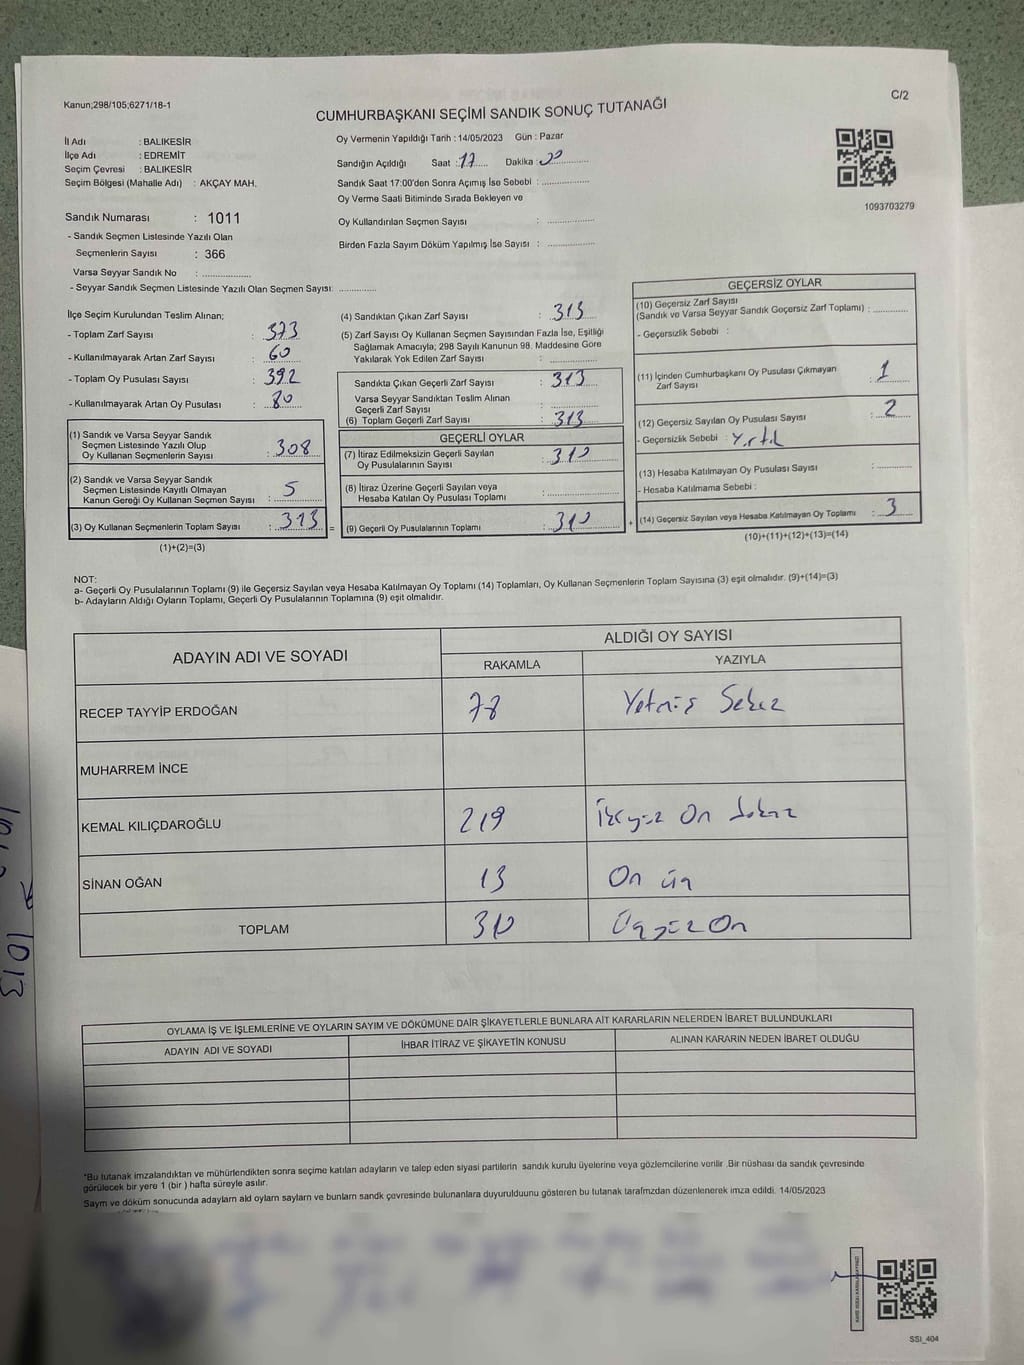 Kanun;298/105;6271/18-1
C/2
CUMHURBAŞKANI SEÇİMİ SANDIK SONUÇ TUTANAĞI
İl Adı : BALIKESİR
İlçe Adı : EDREMİT
Seçim Çevresi : BALIKESİR
Seçim Bölgesi (Mahalle Adı) : AKÇAY MAH.
Oy Vermenin Yapıldığı Tarih : 14/05/2023 Gün : Pazar
Sandığın Açıldığı Saat : 17 Dakika : 00
Sandık Saat 17:00'den Sonra Açımış İse Sebebi :
Oy Verme Saati Bitiminde Sırada Bekleyen ve
Oy Kullandırılan Seçmen Sayısı :
Birden Fazla Sayım Döküm Yapılmış İse Sayısı :
1093703279
Sandık Numarası : 1011
- Sandık Seçmen Listesinde Yazılı Olan
Seçmenlerin Sayısı : 366
Varsa Seyyar Sandık No :
- Seyyar Sandık Seçmen Listesinde Yazılı Olan Seçmen Sayısı:
İlçe Seçim Kurulundan Teslim Alınan;
- Toplam Zarf Sayısı : 373
- Kullanılmayarak Artan Zarf Sayısı : 60
- Toplam Oy Pusulası Sayısı : 392
- Kullanılmayarak Artan Oy Pusulası : 80
(1) Sandık ve Varsa Seyyar Sandık
Seçmen Listesinde Yazılı Olup
Oy Kullanan Seçmenlerin Sayısı : 308
(2) Sandık ve Varsa Seyyar Sandık
Seçmen Listesinde Kayıtlı Olmayan
Kanun Gereği Oy Kullanan Seçmen Sayısı : 5
(3) Oy Kullanan Seçmenlerin Toplam Sayısı : 313 =
(1)+(2)=(3)
(4) Sandıktan Çıkan Zarf Sayısı : 313
(5) Zarf Sayısı Oy Kullanan Seçmen Sayısından Fazla İse, Eşitliği
Sağlamak Amacıyla; 298 Sayılı Kanunun 98. Maddesine Göre
Yakılarak Yok Edilen Zarf Sayısı :
Sandıkta Çıkan Geçerli Zarf Sayısı : 313
Varsa Seyyar Sandıktan Teslim Alınan
Geçerli Zarf Sayısı :
(6) Toplam Geçerli Zarf Sayısı : 313
GEÇERLİ OYLAR
(7) İtiraz Edilmeksizin Geçerli Sayılan
Oy Pusulalarının Sayısı : 310
(8) İtiraz Üzerine Geçerli Sayılan veya
Hesaba Katılan Oy Pusulası Toplamı :
(9) Geçerli Oy Pusulalarının Toplamı : 310 +
GEÇERSİZ OYLAR
(10) Geçersiz Zarf Sayısı
(Sandık ve Varsa Seyyar Sandık Geçersiz Zarf Toplamı) :
- Geçersizlik Sebebi :
(11) İçinden Cumhurbaşkanı Oy Pusulası Çıkmayan
Zarf Sayısı : 1
(12) Geçersiz Sayılan Oy Pusulası Sayısı : 2
- Geçersizlik Sebebi : Yırtık
(13) Hesaba Katılmayan Oy Pusulası Sayısı :
- Hesaba Katılmama Sebebi :
(14) Geçersiz Sayılan veya Hesaba Katılmayan Oy Toplamı : 3
(10)+(11)+(12)+(13)=(14)
NOT:
a- Geçerli Oy Pusulalarının Toplamı (9) ile Geçersiz Sayılan veya Hesaba Katılmayan Oy Toplamı (14) Toplamları, Oy Kullanan Seçmenlerin Toplam Sayısına (3) eşit olmalıdır. (9)+(14)=(3)
b- Adayların Aldığı Oyların Toplamı, Geçerli Oy Pusulalarının Toplamına (9) eşit olmalıdır.
ADAYIN ADI VE SOYADI
ALDIĞI OY SAYISI
RAKAMLA YAZIYLA
RECEP TAYYİP ERDOĞAN 78 Yetmiş Sekiz
MUHARREM İNCE
KEMAL KILIÇDAROĞLU 219 İkiyüz On dokuz
SİNAN OĞAN 13 On üç
TOPLAM 310 Üçyüz On
OYLAMA İŞ VE İŞLEMLERİNE VE OYLARIN SAYIM VE DÖKÜMÜNE DAİR ŞİKAYETLERLE BUNLARA AİT KARARLARIN NELERDEN İBARET BULUNDUKLARI
ADAYIN ADI VE SOYADI İHBAR İTİRAZ VE ŞİKAYETİN KONUSU ALINAN KARARIN NEDEN İBARET OLDUĞU
*Bu tutanak imzalandıktan ve mühürlendikten sonra seçime katılan adayların ve talep eden siyasi partilerin sandık kurulu üyelerine veya gözlemcilerine verilir .Bir nüshası da sandık çevresinde
görülecek bir yere 1 (bir ) hafta süreyle asılır.
Saym ve döküm sonucunda adaylarn ald oylarn saylarn ve bunlarn sandk çevresinde bulunanlara duyurulduunu gösteren bu tutanak tarafmzdan düzenlenerek imza edildi. 14/05/2023
SSI_404
1013